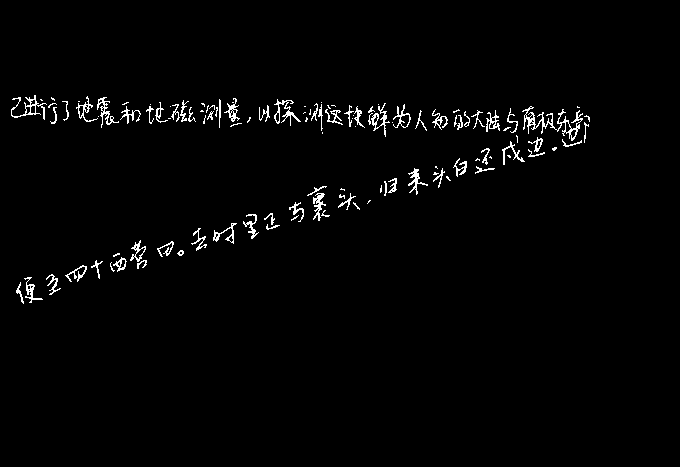 已进行了地震和地磁测量，以探测这块鲜为人知的大陆与南极东部
便至四十西营田。去时里正与裹头，归来头白还戍边。边